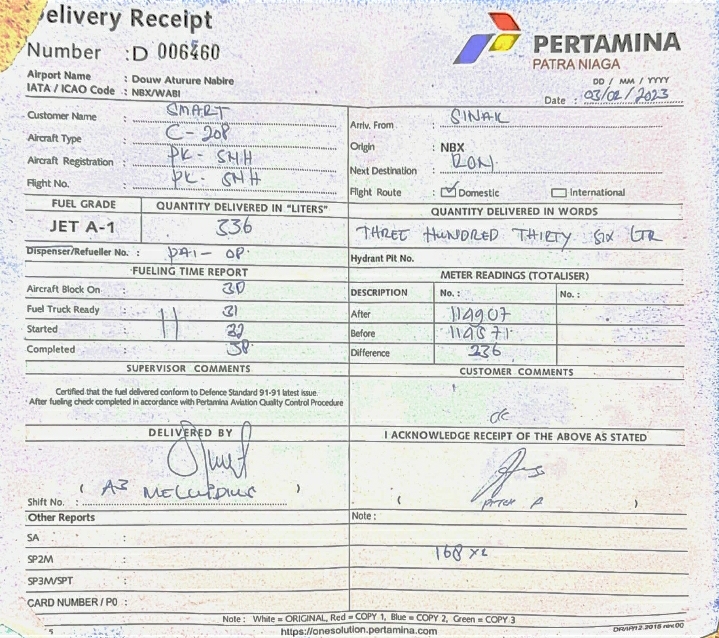 Delivery Receipt
Number : D 006460
PERTAMINA
PATRA NIAGA
Airport Name : Douw Aturure Nabire
IATA / ICAO Code : NBX/WABI
DD / MM / YYYY
Date : 03/02/2023
Customer Name : SMART
Arriv. From : SINAK
Aircraft Type : C-208
Origin : NBX
Aircraft Registration : PK-SNH
Next Destination :
Flight No. : PK-SNH
Flight Route : Domestic International
FUEL GRADE QUANTITY DELIVERED IN "LITERS" QUANTITY DELIVERED IN WORDS
JET A-1 336 THREE HUNDRED THIRTY SIX LTR
Dispenser/Refueller No. : PAI-08
Hydrant Pit No.
FUELING TIME REPORT METER READINGS (TOTALISER)
Aircraft Block On : 30
DESCRIPTION No. : No. :
Fuel Truck Ready : 31
After 114907
Started : 32
Before 114571
Completed : 38
Difference 336
SUPERVISOR COMMENTS CUSTOMER COMMENTS
Certified that the fuel delivered conform to Defence Standard 91-91 latest issue.
After fueling check completed in accordance with Pertamina Aviation Quality Control Procedure
DELIVERED BY I ACKNOWLEDGE RECEIPT OF THE ABOVE AS STATED
( )
Shift No. :
( )
Other Reports Note :
SA :
SP2M :
168 x2
SP3M/SPT :
CARD NUMBER / PO :
Note : White = ORIGINAL, Red = COPY 1, Blue = COPY 2, Green = COPY 3
https://onesolution.pertamina.com